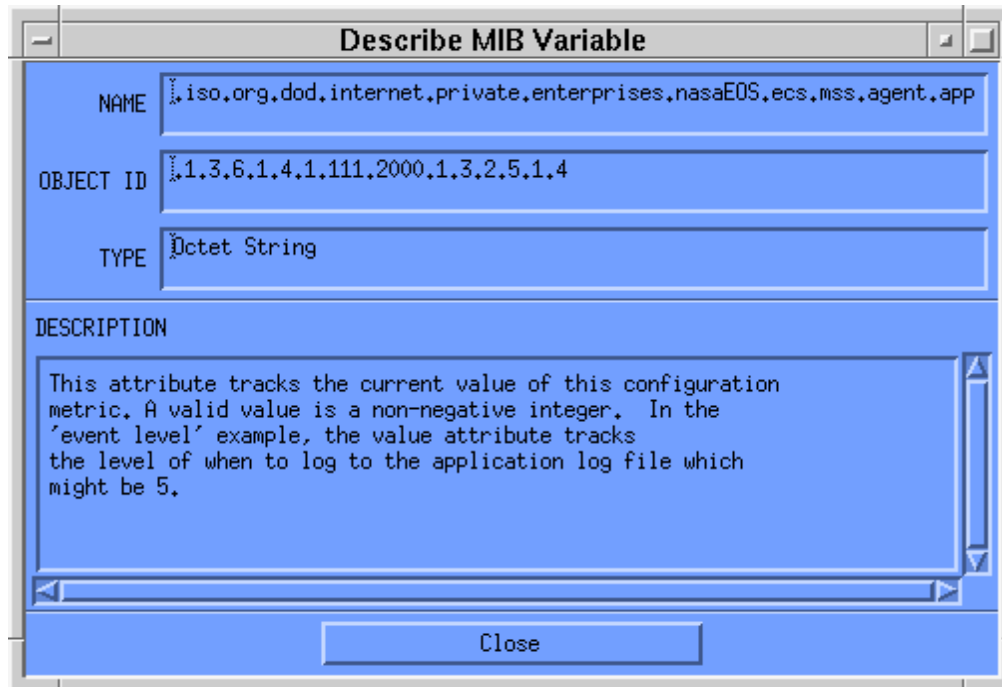 Describe MIB Variable
NAME
.iso.org.dod.internet.private.enterprises.nasaEOS.ecs.mss.agent.app
OBJECT ID
.1.3.6.1.4.1.111.2000.1.3.2.5.1.4
TYPE
Octet String
DESCRIPTION
This attribute tracks the current value of this configuration
metric. A valid value is a non-negative integer.  In the
'event level' example, the value attribute tracks
the level of when to log to the application log file which
might be 5.
Close